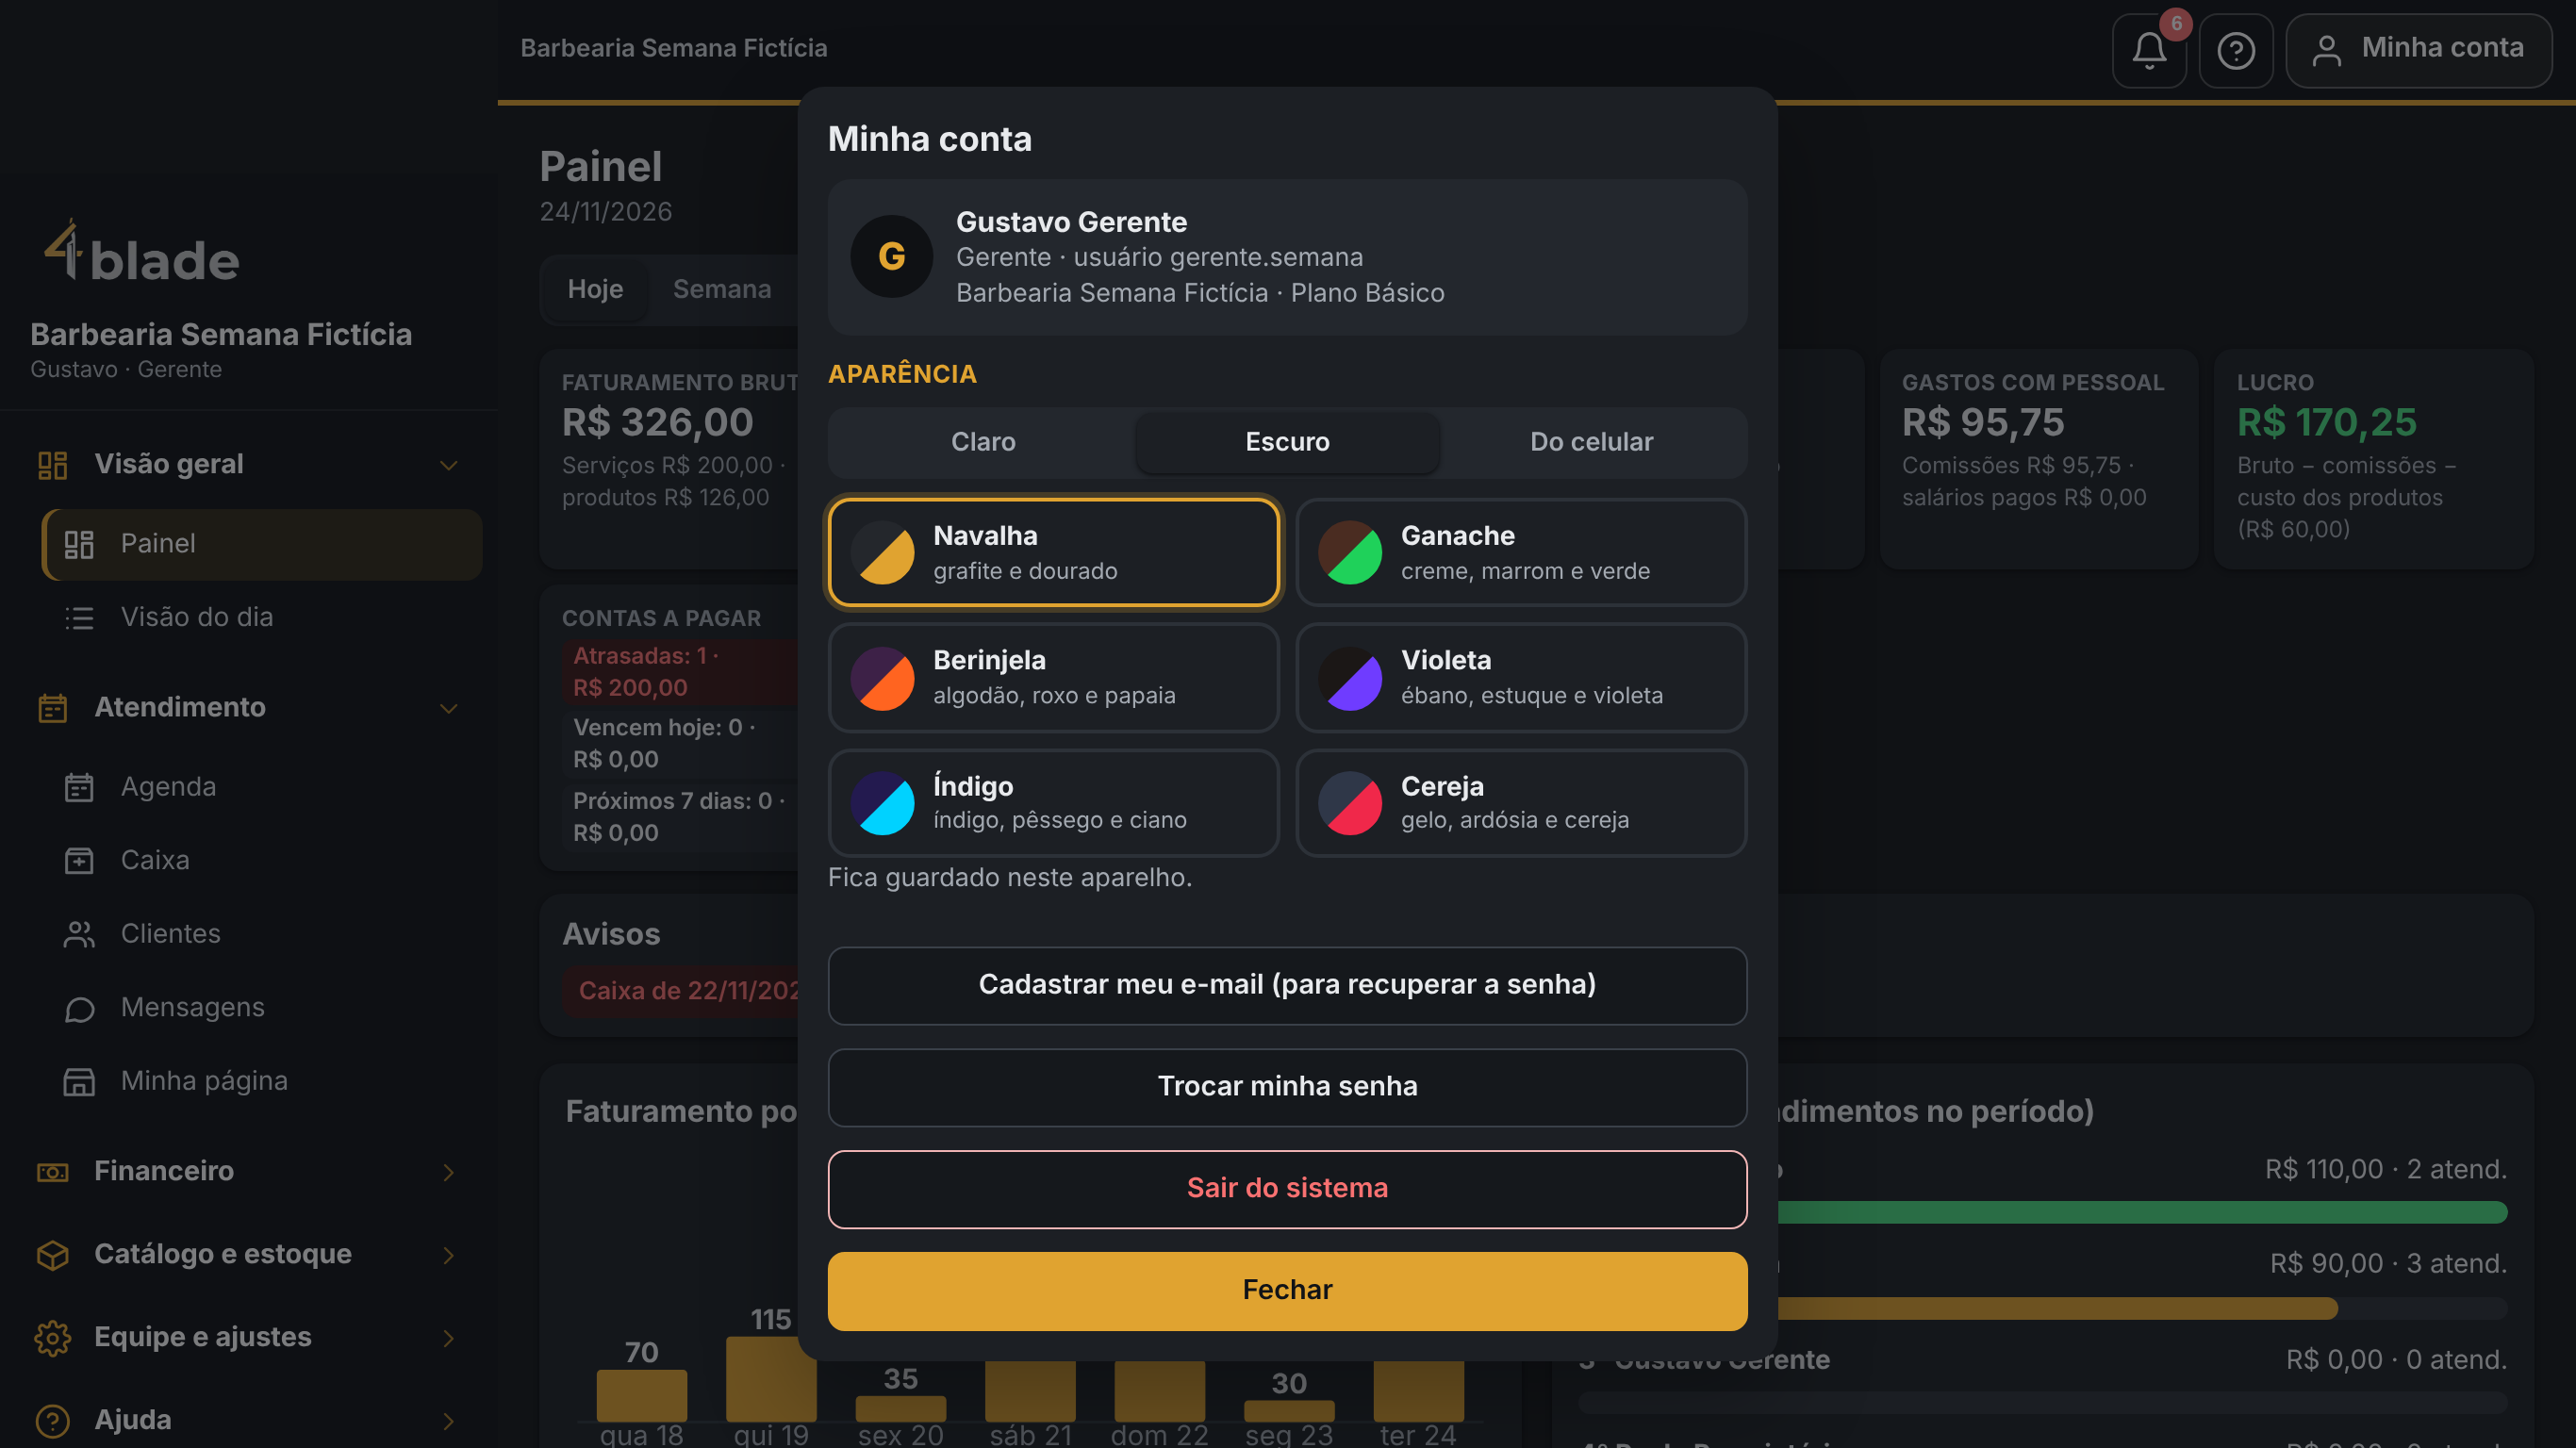 Barbearia Semana Fictícia
6
Minha conta
4blade
Barbearia Semana Fictícia
Gustavo · Gerente
Visão geral
Painel
Visão do dia
Atendimento
Agenda
Caixa
Clientes
Mensagens
Minha página
Financeiro
Catálogo e estoque
Equipe e ajustes
Ajuda
Painel
24/11/2026
Hoje
Semana
FATURAMENTO BRUT
R$ 326,00
Serviços R$ 200,00 ·
produtos R$ 126,00
GASTOS COM PESSOAL
R$ 95,75
Comissões R$ 95,75 ·
salários pagos R$ 0,00
LUCRO
R$ 170,25
Bruto − comissões −
custo dos produtos
(R$ 60,00)
CONTAS A PAGAR
Atrasadas: 1 ·
R$ 200,00
Vencem hoje: 0 ·
R$ 0,00
Próximos 7 dias: 0 ·
R$ 0,00
Avisos
Caixa de 22/11/202
Faturamento po
70
115
35
30
qua 18
qui 19
sex 20
sáb 21
dom 22
seg 23
ter 24
dimentos no período)
R$ 110,00 · 2 atend.
R$ 90,00 · 3 atend.
Gustavo Gerente
R$ 0,00 · 0 atend.
Minha conta
G
Gustavo Gerente
Gerente · usuário gerente.semana
Barbearia Semana Fictícia · Plano Básico
APARÊNCIA
Claro
Escuro
Do celular
Navalha
grafite e dourado
Ganache
creme, marrom e verde
Berinjela
algodão, roxo e papaia
Violeta
ébano, estuque e violeta
Índigo
índigo, pêssego e ciano
Cereja
gelo, ardósia e cereja
Fica guardado neste aparelho.
Cadastrar meu e-mail (para recuperar a senha)
Trocar minha senha
Sair do sistema
Fechar